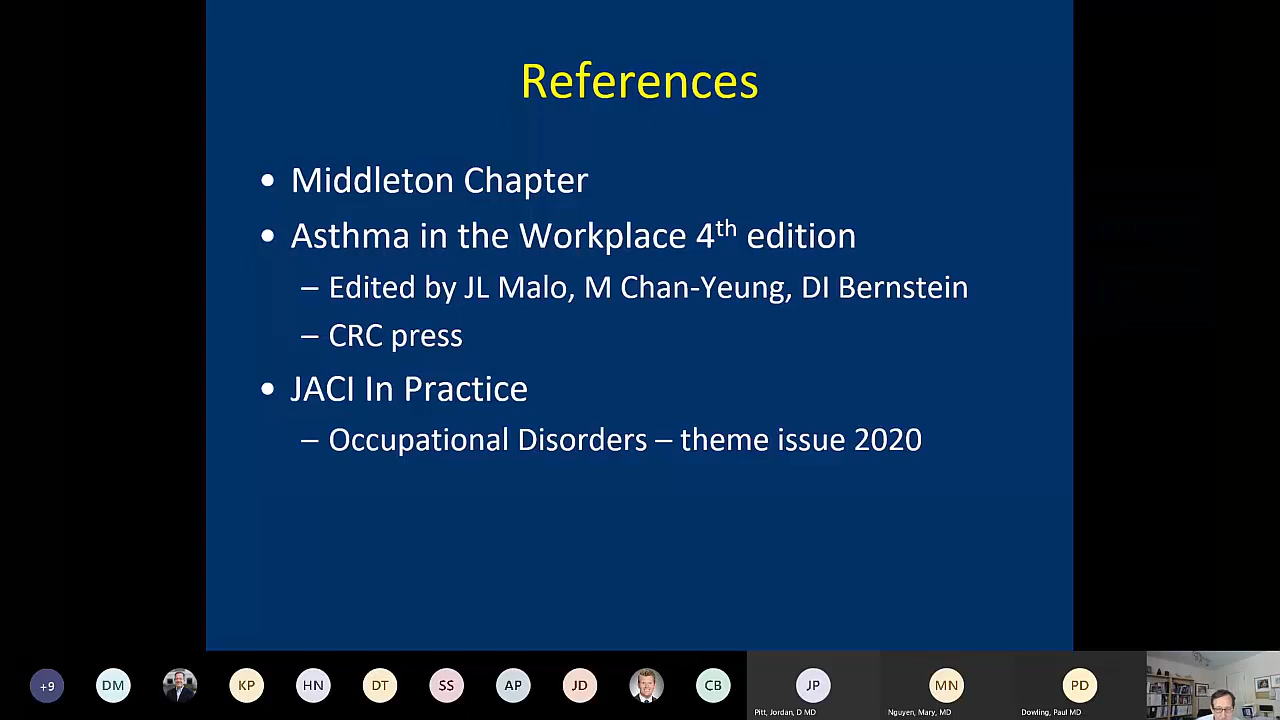 References
• Middleton Chapter
• Asthma in the Workplace 4th edition
– Edited by JL Malo, M Chan-Yeung, DI Bernstein
– CRC press
• JACI In Practice
– Occupational Disorders – theme issue 2020
+9 DM KP HN DT SS AP JD CB JP MN PD
Pitt, Jordan, D MD Nguyen, Mary, MD Dowling, Paul MD